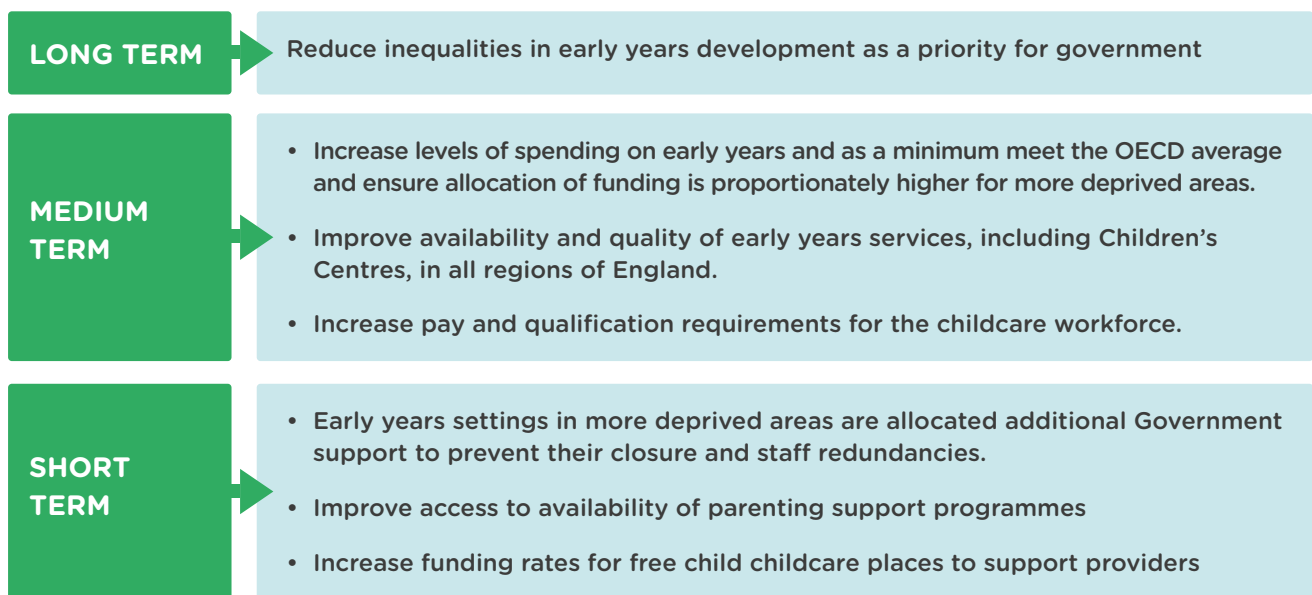 LONG TERM
Reduce inequalities in early years development as a priority for government
MEDIUM
TERM
• Increase levels of spending on early years and as a minimum meet the OECD average
and ensure allocation of funding is proportionately higher for more deprived areas.
• Improve availability and quality of early years services, including Children’s
Centres, in all regions of England.
• Increase pay and qualification requirements for the childcare workforce.
SHORT
TERM
• Early years settings in more deprived areas are allocated additional Government
support to prevent their closure and staff redundancies.
• Improve access to availability of parenting support programmes
• Increase funding rates for free child childcare places to support providers